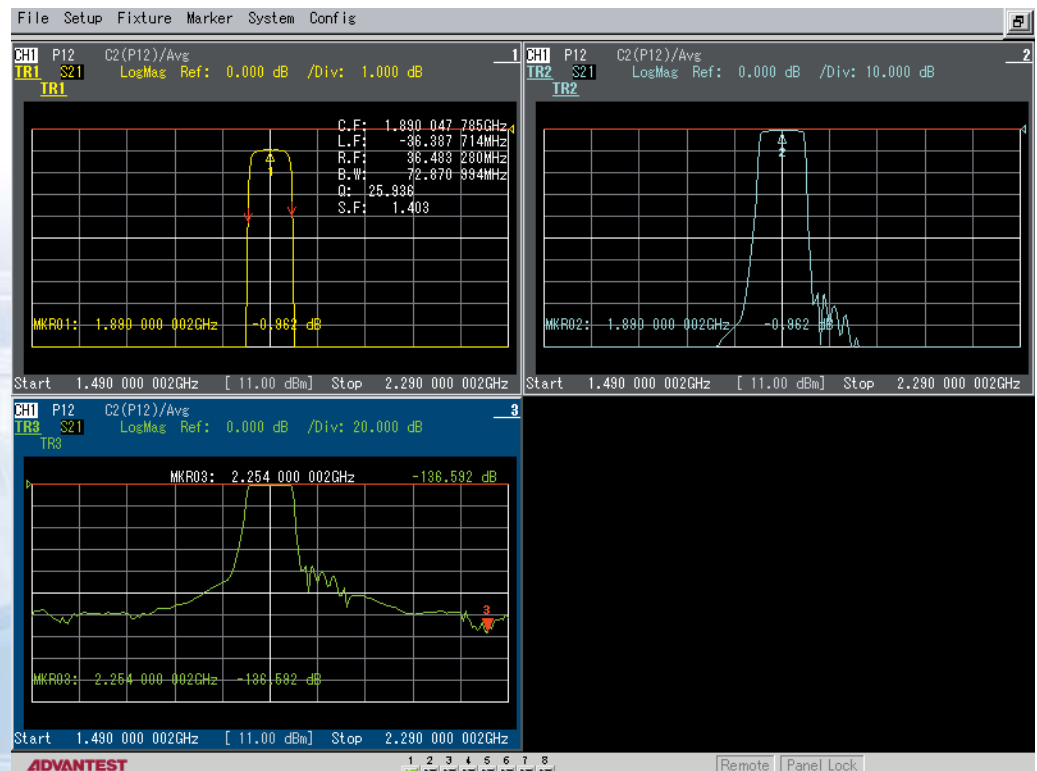 File Setup Fixture Marker System Config
CH1 P12 C2(P12)/Avg 1
TR1 S21 LogMag Ref: 0.000 dB /Div: 1.000 dB
TR1
C.F: 1.890 047 785GHz
L.F: -36.387 714MHz
R.F: 36.483 280MHz
B.W: 72.870 994MHz
Q: 25.936
S.F: 1.403
1
MKR01: 1.890 000 002GHz -0.962 dB
Start 1.490 000 002GHz [ 11.00 dBm] Stop 2.290 000 002GHz
CH1 P12 C2(P12)/Avg 2
TR2 S21 LogMag Ref: 0.000 dB /Div: 10.000 dB
TR2
2
MKR02: 1.890 000 002GHz -0.962 dB
Start 1.490 000 002GHz [ 11.00 dBm] Stop 2.290 000 002GHz
CH1 P12 C2(P12)/Avg 3
TR3 S21 LogMag Ref: 0.000 dB /Div: 20.000 dB
TR3
MKR03: 2.254 000 002GHz -136.592 dB
3
MKR03: 2.254 000 002GHz -136.592 dB
Start 1.490 000 002GHz [ 11.00 dBm] Stop 2.290 000 002GHz
ADVANTEST 1 2 3 4 5 6 7 8 Remote Panel Lock